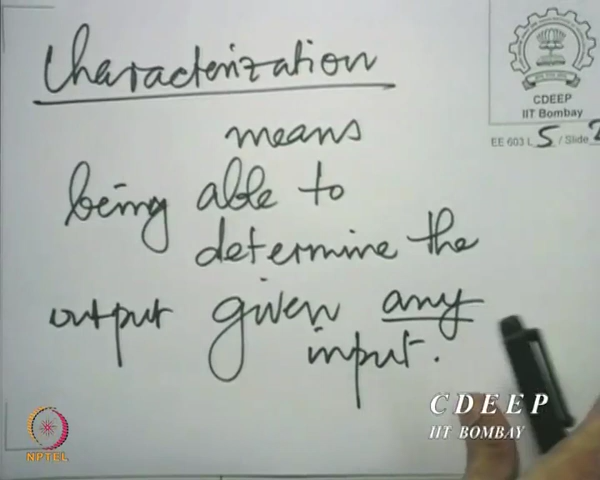 Characterization
means
being able to
determine the
output given any
input.
CDEEP
IIT Bombay
EE 603 L 5 / Slide 2
CDEEP
IIT BOMBAY
NPTEL